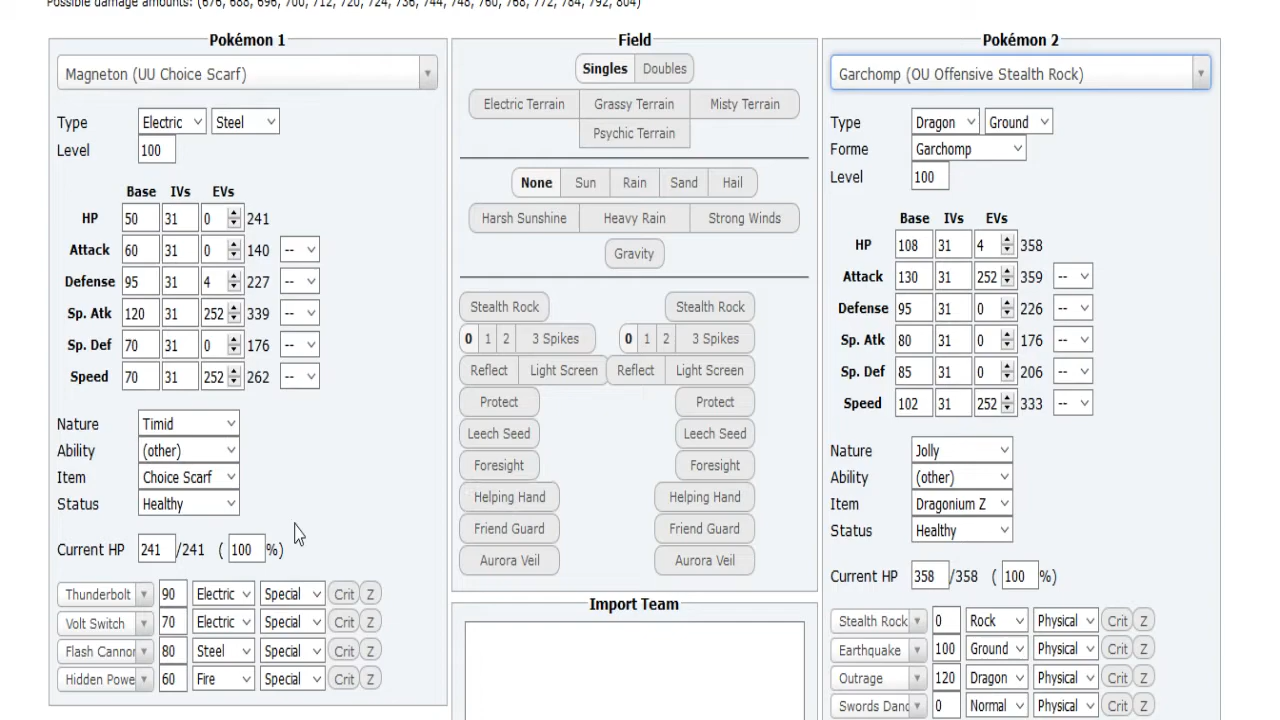 Possible damage amounts: (676, 688, 696, 700, 712, 720, 724, 736, 744, 748, 760, 768, 772, 784, 792, 804)
Pokémon 1
Magneton (UU Choice Scarf)
Type Electric Steel
Level 100
Base IVs EVs
HP 50 31 0 241
Attack 60 31 0 140 --
Defense 95 31 4 227 --
Sp. Atk 120 31 252 339 --
Sp. Def 70 31 0 176 --
Speed 70 31 252 262 --
Nature Timid
Ability (other)
Item Choice Scarf
Status Healthy
Current HP 241 /241 ( 100 %)
Thunderbolt 90 Electric Special Crit Z
Volt Switch 70 Electric Special Crit Z
Flash Cannor 80 Steel Special Crit Z
Hidden Powe 60 Fire Special Crit Z
Field
Singles Doubles
Electric Terrain Grassy Terrain Misty Terrain
Psychic Terrain
None Sun Rain Sand Hail
Harsh Sunshine Heavy Rain Strong Winds
Gravity
Stealth Rock Stealth Rock
0 1 2 3 Spikes 0 1 2 3 Spikes
Reflect Light Screen Reflect Light Screen
Protect Protect
Leech Seed Leech Seed
Foresight Foresight
Helping Hand Helping Hand
Friend Guard Friend Guard
Aurora Veil Aurora Veil
Import Team
Pokémon 2
Garchomp (OU Offensive Stealth Rock)
Type Dragon Ground
Forme Garchomp
Level 100
Base IVs EVs
HP 108 31 4 358
Attack 130 31 252 359 --
Defense 95 31 0 226 --
Sp. Atk 80 31 0 176 --
Sp. Def 85 31 0 206 --
Speed 102 31 252 333 --
Nature Jolly
Ability (other)
Item Dragonium Z
Status Healthy
Current HP 358 /358 ( 100 %)
Stealth Rock 0 Rock Physical Crit Z
Earthquake 100 Ground Physical Crit Z
Outrage 120 Dragon Physical Crit Z
Swords Danc 0 Normal Physical Crit Z